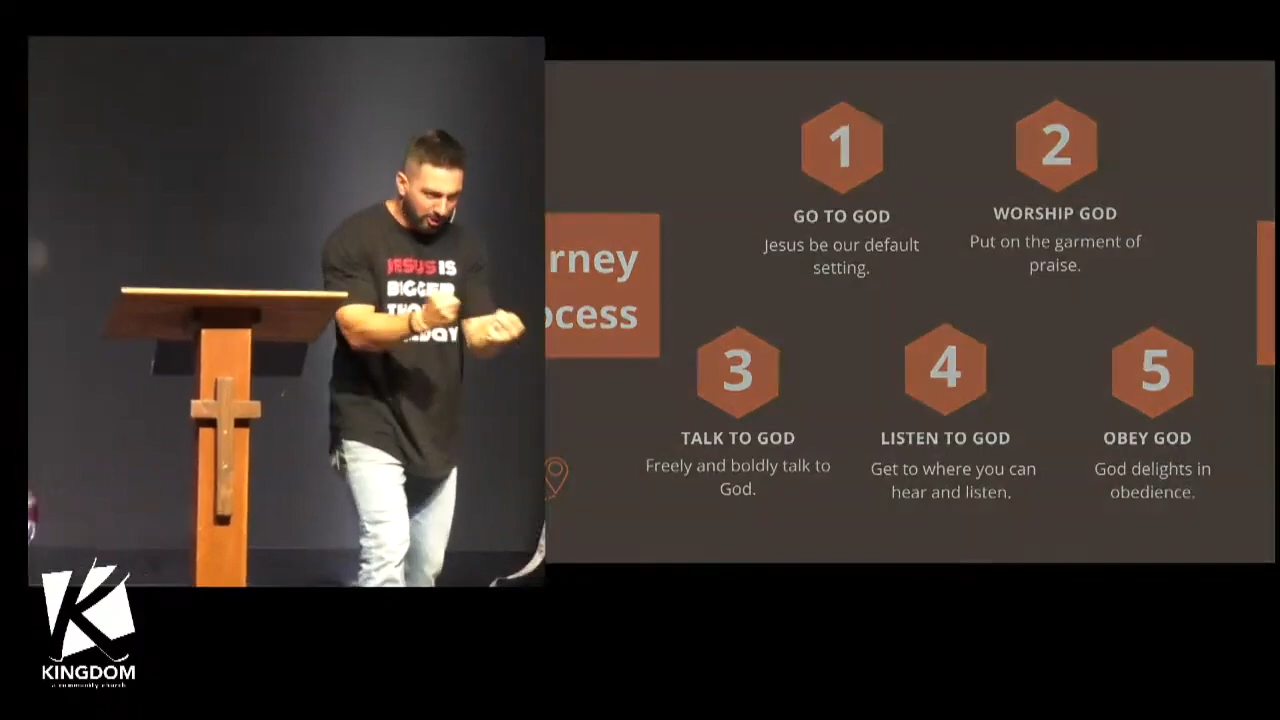 JESUS IS
rney
ocess
1
GO TO GOD
Jesus be our default
setting.
2
WORSHIP GOD
Put on the garment of
praise.
3
TALK TO GOD
Freely and boldly talk to
God.
4
LISTEN TO GOD
Get to where you can
hear and listen.
5
OBEY GOD
God delights in
obedience.
K
KINGDOM
a community church